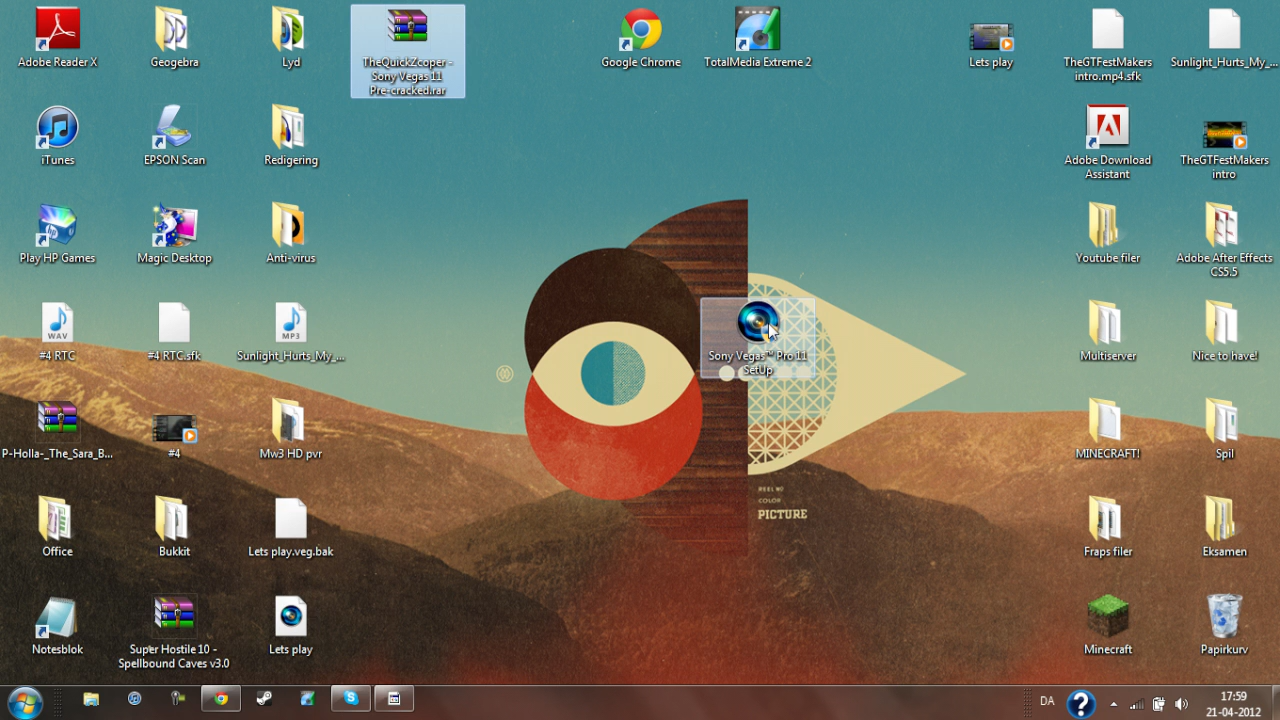 Adobe Reader X
Geogebra
Lyd
TheQuickZcoper -
Sony Vegas 11
Pre-cracked.rar
Google Chrome
TotalMedia Extreme 2
Lets play
TheGTFestMakers
intro.mp4.sfk
Sunlight_Hurts_My_...
iTunes
EPSON Scan
Redigering
Adobe Download
Assistant
TheGTFestMakers
intro
Play HP Games
Magic Desktop
Anti-virus
Youtube filer
Adobe After Effects
CS5.5
WAV
#4 RTC
#4 RTC.sfk
MP3
Sunlight_Hurts_My_...
Sony Vegas™ Pro 11
SetUp
Multiserver
Nice to have!
P-Holla-_The_Sara_B...
#4
Mw3 HD pvr
MINECRAFT!
Spil
REEL NO
COLOR
PICTURE
Office
Bukkit
Lets play.veg.bak
Fraps filer
Eksamen
Notesblok
Super Hostile 10 -
Spellbound Caves v3.0
Lets play
Minecraft
Papirkurv
DA
17:59
21-04-2012